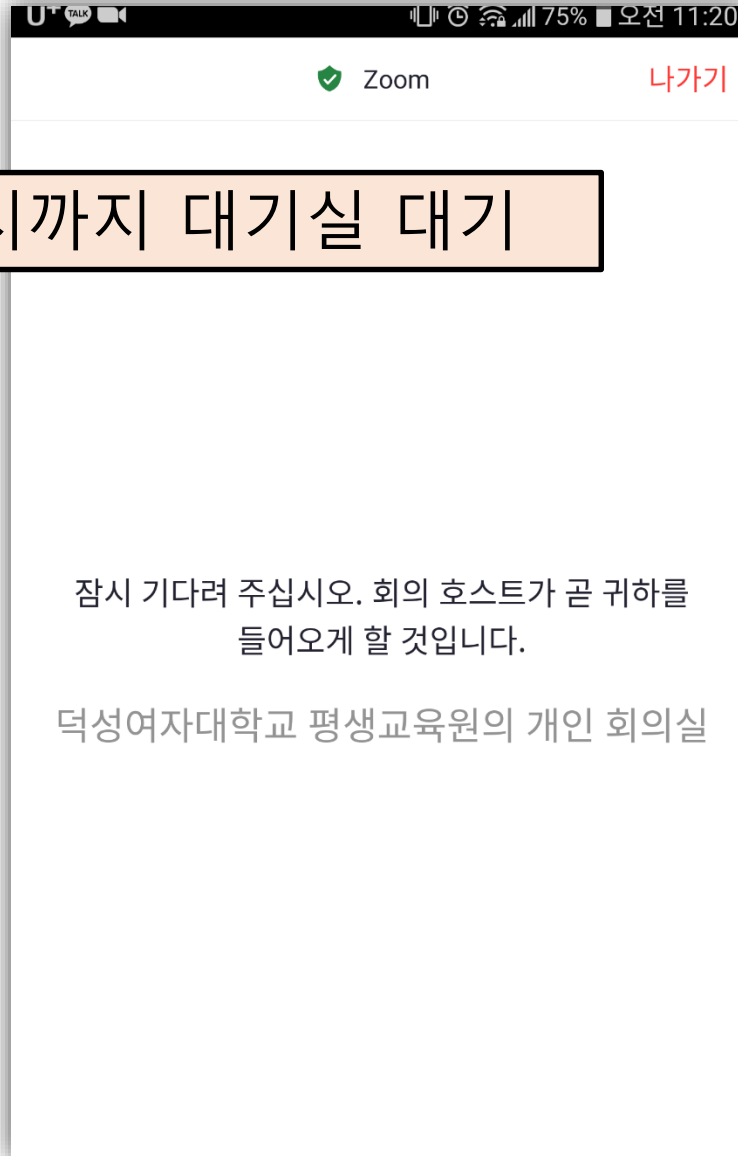 U+ TALK 75% 오전 11:20
Zoom 나가기
시까지 대기실 대기
잠시 기다려 주십시오. 회의 호스트가 곧 귀하를
들어오게 할 것입니다.
덕성여자대학교 평생교육원의 개인 회의실